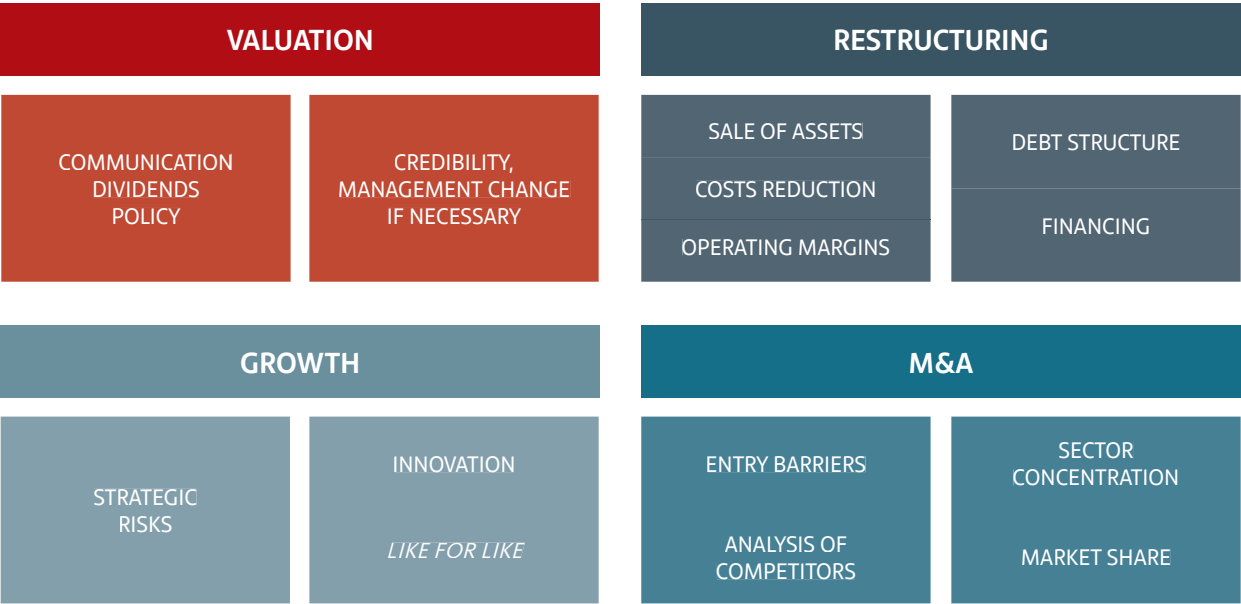 VALUATION
COMMUNICATION
DIVIDENDS
POLICY
CREDIBILITY,
MANAGEMENT CHANGE
IF NECESSARY
RESTRUCTURING
SALE OF ASSETS
COSTS REDUCTION
OPERATING MARGINS
DEBT STRUCTURE
FINANCING
GROWTH
STRATEGIC
RISKS
INNOVATION
LIKE FOR LIKE
M&A
ENTRY BARRIERS
ANALYSIS OF
COMPETITORS
SECTOR
CONCENTRATION
MARKET SHARE